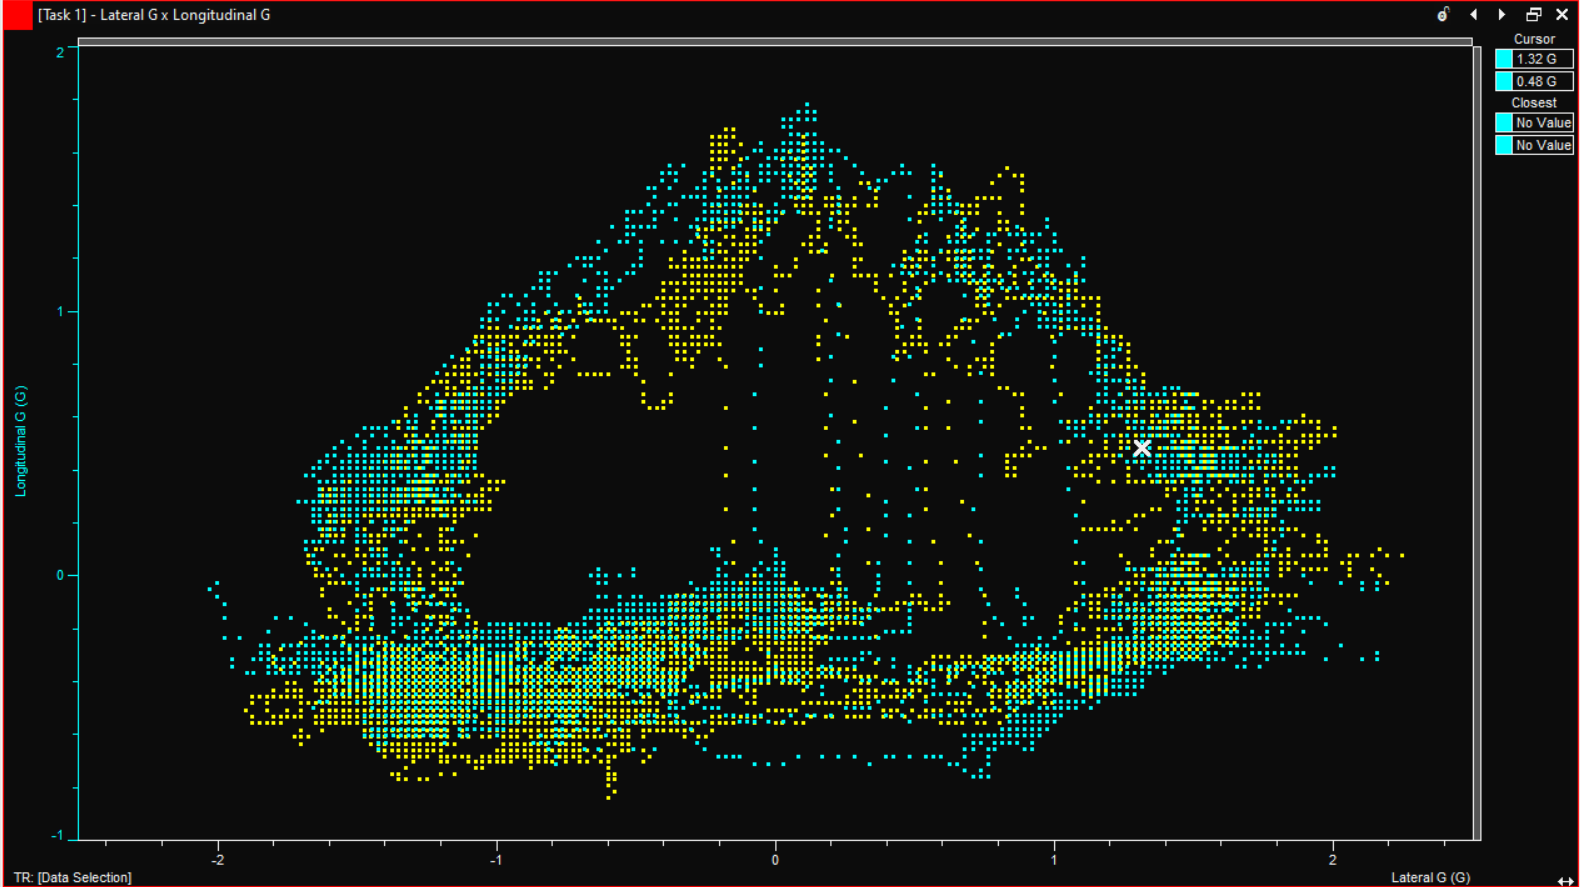 [Task 1] - Lateral G x Longitudinal G
Cursor
1.32 G
0.48 G
Closest
No Value
No Value
2
1
0
-1
Longitudinal G (G)
-2
-1
0
1
2
TR: [Data Selection]
Lateral G (G)